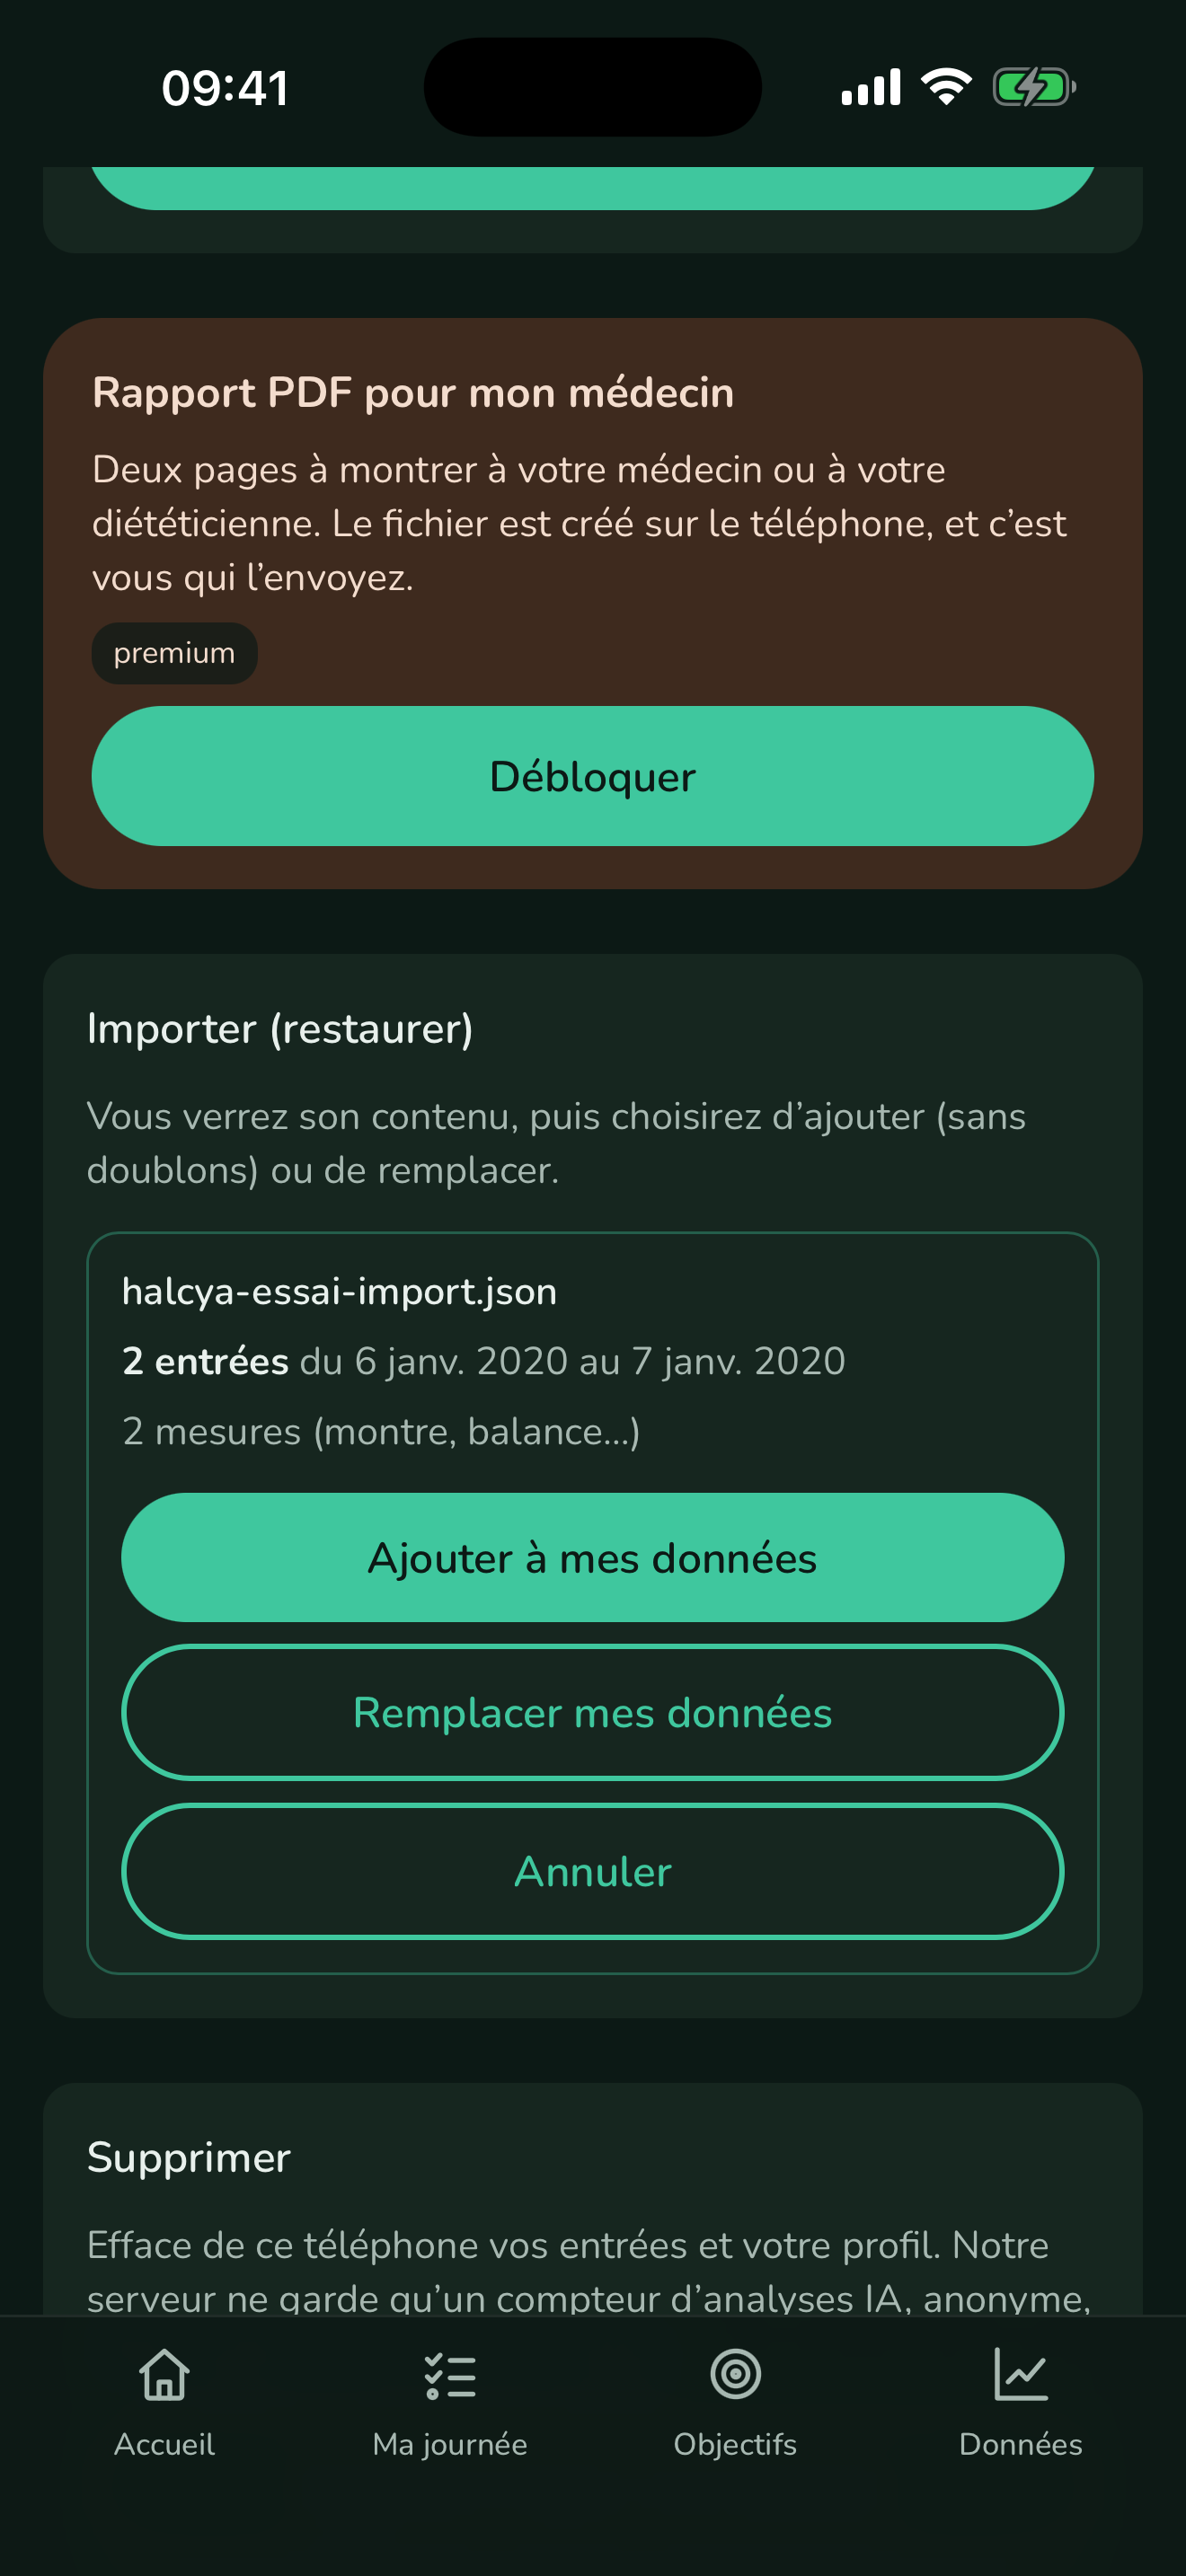 09:41
Rapport PDF pour mon médecin
Deux pages à montrer à votre médecin ou à votre
diététicienne. Le fichier est créé sur le téléphone, et c’est
vous qui l’envoyez.
premium
Débloquer
Importer (restaurer)
Vous verrez son contenu, puis choisirez d’ajouter (sans
doublons) ou de remplacer.
halcya-essai-import.json
2 entrées du 6 janv. 2020 au 7 janv. 2020
2 mesures (montre, balance…)
Ajouter à mes données
Remplacer mes données
Annuler
Supprimer
Efface de ce téléphone vos entrées et votre profil. Notre
serveur ne garde qu’un compteur d’analyses IA, anonyme,
Accueil
Ma journée
Objectifs
Données